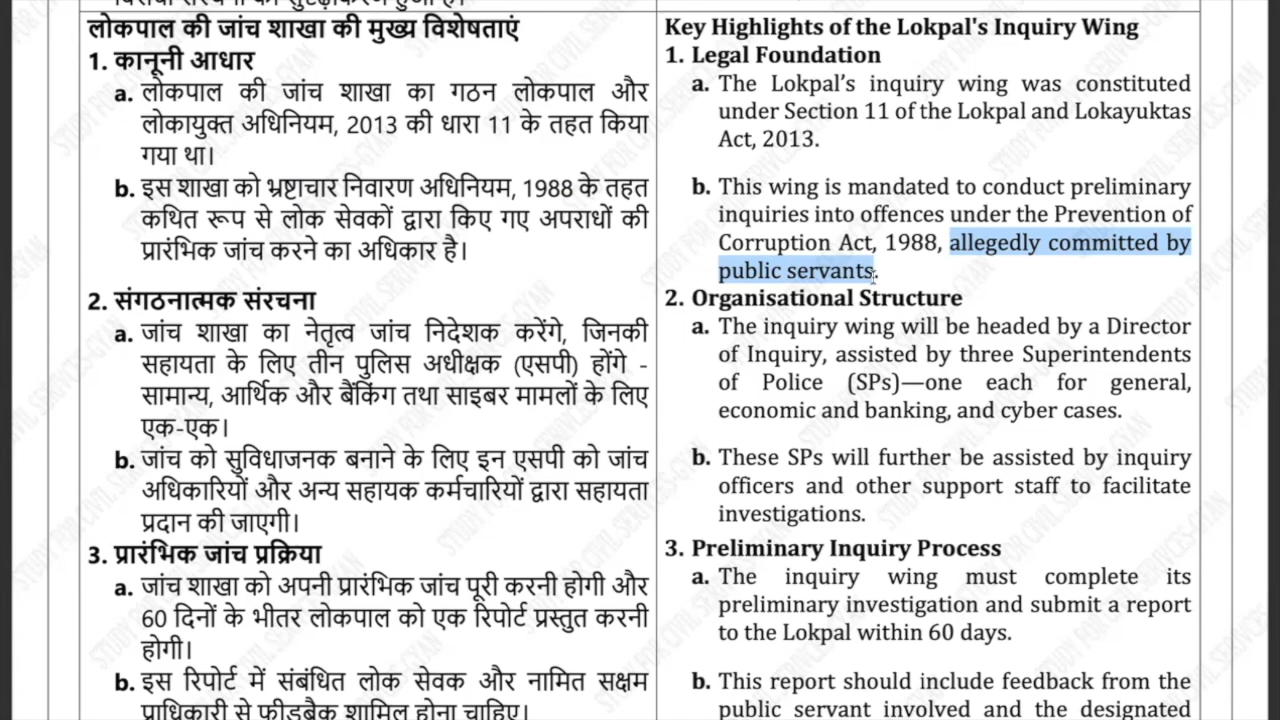 लोकपाल की जांच शाखा की मुख्य विशेषताएं
1. कानूनी आधार
a. लोकपाल की जांच शाखा का गठन लोकपाल और
लोकायुक्त अधिनियम, 2013 की धारा 11 के तहत किया
गया था।
b. इस शाखा को भ्रष्टाचार निवारण अधिनियम, 1988 के तहत
कथित रूप से लोक सेवकों द्वारा किए गए अपराधों की
प्रारंभिक जांच करने का अधिकार है।
2. संगठनात्मक संरचना
a. जांच शाखा का नेतृत्व जांच निदेशक करेंगे, जिनकी
सहायता के लिए तीन पुलिस अधीक्षक (एसपी) होंगे -
सामान्य, आर्थिक और बैंकिंग तथा साइबर मामलों के लिए
एक-एक।
b. जांच को सुविधाजनक बनाने के लिए इन एसपी को जांच
अधिकारियों और अन्य सहायक कर्मचारियों द्वारा सहायता
प्रदान की जाएगी।
3. प्रारंभिक जांच प्रक्रिया
a. जांच शाखा को अपनी प्रारंभिक जांच पूरी करनी होगी और
60 दिनों के भीतर लोकपाल को एक रिपोर्ट प्रस्तुत करनी
होगी।
b. इस रिपोर्ट में संबंधित लोक सेवक और नामित सक्षम
प्राधिकारी से फीडबैक शामिल होना चाहिए।
Key Highlights of the Lokpal's Inquiry Wing
1. Legal Foundation
a. The Lokpal’s inquiry wing was constituted
under Section 11 of the Lokpal and Lokayuktas
Act, 2013.
b. This wing is mandated to conduct preliminary
inquiries into offences under the Prevention of
Corruption Act, 1988, allegedly committed by
public servants.
2. Organisational Structure
a. The inquiry wing will be headed by a Director
of Inquiry, assisted by three Superintendents
of Police (SPs)—one each for general,
economic and banking, and cyber cases.
b. These SPs will further be assisted by inquiry
officers and other support staff to facilitate
investigations.
3. Preliminary Inquiry Process
a. The inquiry wing must complete its
preliminary investigation and submit a report
to the Lokpal within 60 days.
b. This report should include feedback from the
public servant involved and the designated